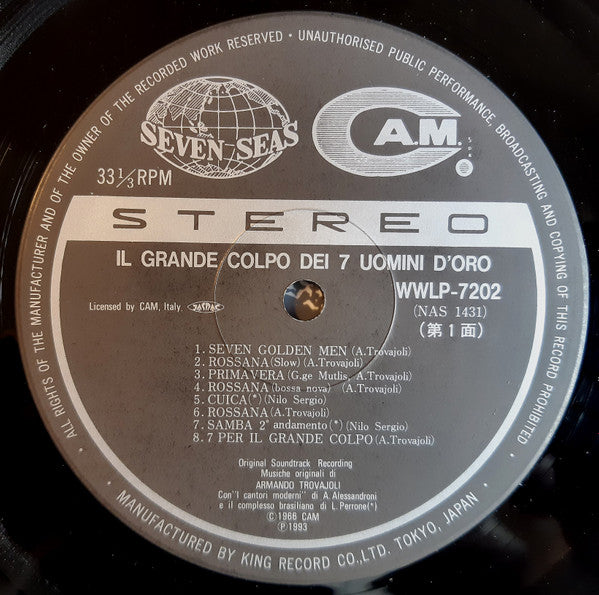 ALL RIGHTS OF THE MANUFACTURER AND OF THE OWNER OF THE RECORDED WORK RESERVED • UNAUTHORISED PUBLIC PERFORMANCE, BROADCASTING AND COPYING OF THIS RECORD PROHIBITED
SEVEN SEAS
C.A.M.
33 1/3 RPM
STEREO
IL GRANDE COLPO DEI 7 UOMINI D'ORO
WWLP-7202
Licensed by CAM, Italy
(NAS 1431)
(第1面)
1. SEVEN GOLDEN MEN (A.Trovajoli)
2. ROSSANA(Slow) (A.Trovajoli)
3. PRIMAVERA (G.ge Mutls, A.Trovajoli)
4. ROSSANA(bossa nova) (A.Trovajoli)
5. CUICA(*)(Nilo Sergio)
6. ROSSANA(A.Trovajoli)
7. SAMBA 2° andamento(*)(Nilo Sergio)
8. 7 PER IL GRANDE COLPO(A.Trovajoli)
Original Soundtrack Recording
Musiche originali di
ARMANDO TROVAJOLI
Con"I cantori moderni" di A.Alessandroni
e il complesso brasiliano di L.Perrone(*)
Ⓒ1966 CAM
Ⓟ1993
• MANUFACTURED BY KING RECORD CO., LTD. TOKYO, JAPAN •